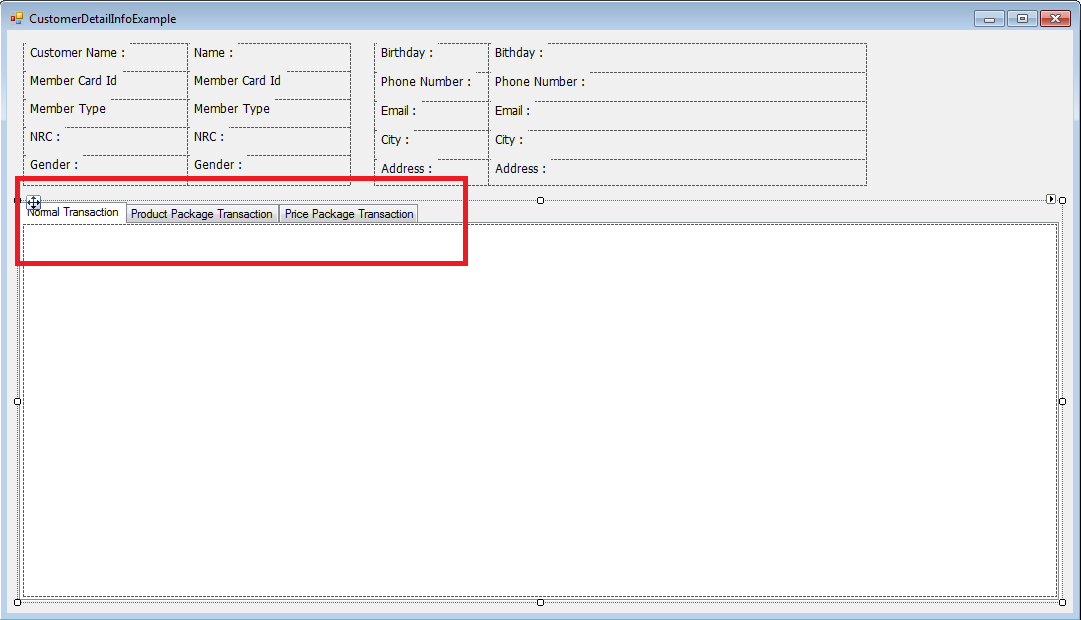 CustomerDetailInfoExample
Customer Name : Name : Birthday : Bithday :
Member Card Id Member Card Id Phone Number : Phone Number :
Member Type Member Type Email : Email :
NRC : NRC : City : City :
Gender : Gender : Address : Address :
Normal Transaction Product Package Transaction Price Package Transaction